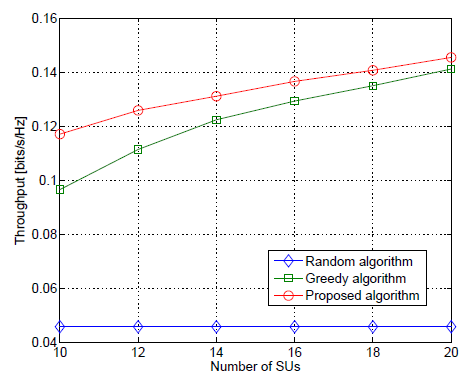 0.16
0.14
0.12
0.1
0.08
0.06
0.04
Throughput [bits/s/Hz]
Random algorithm
Greedy algorithm
Proposed algorithm
10 12 14 16 18 20
Number of SUs